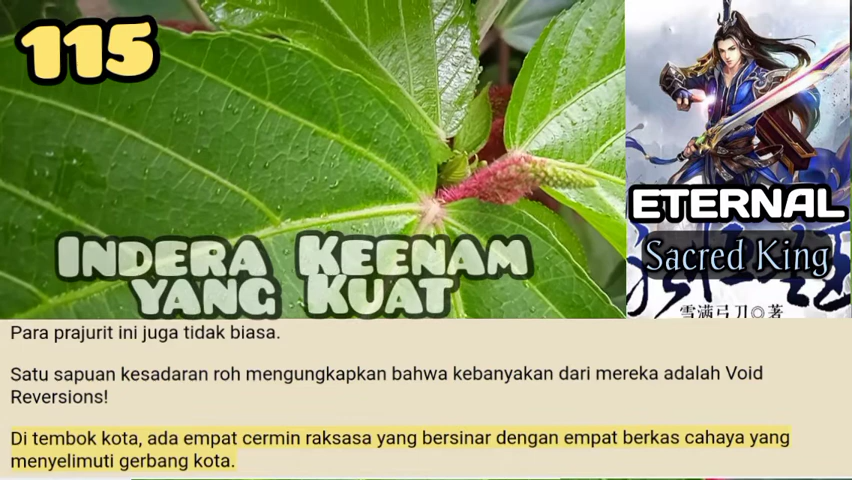 115
INDERA KEENAM
YANG KUAT
ETERNAL
Sacred King
雪满弓刀◎著
Para prajurit ini juga tidak biasa.
Satu sapuan kesadaran roh mengungkapkan bahwa kebanyakan dari mereka adalah Void
Reversions!
Di tembok kota, ada empat cermin raksasa yang bersinar dengan empat berkas cahaya yang
menyelimuti gerbang kota.